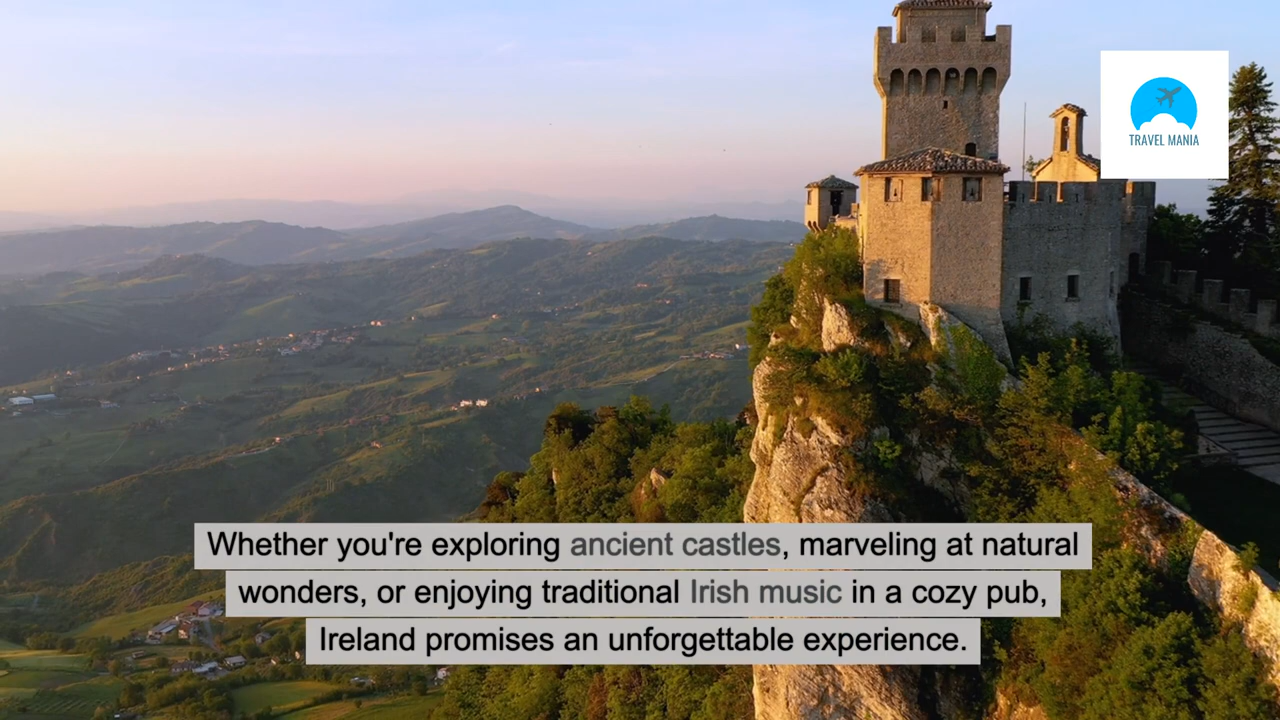 TRAVEL MANIA
Whether you're exploring ancient castles, marveling at natural
wonders, or enjoying traditional Irish music in a cozy pub,
Ireland promises an unforgettable experience.